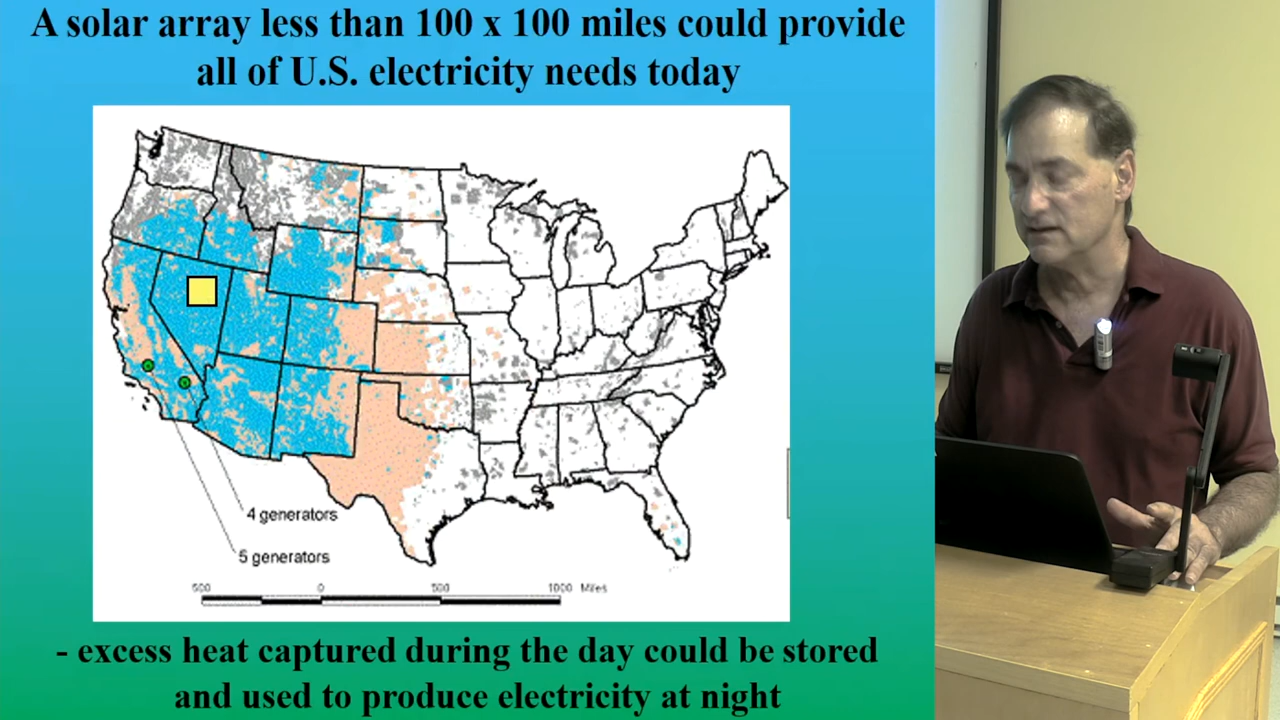 A solar array less than 100 x 100 miles could provide
all of U.S. electricity needs today
4 generators
5 generators
500 0 500 1000 Miles
- excess heat captured during the day could be stored
and used to produce electricity at night